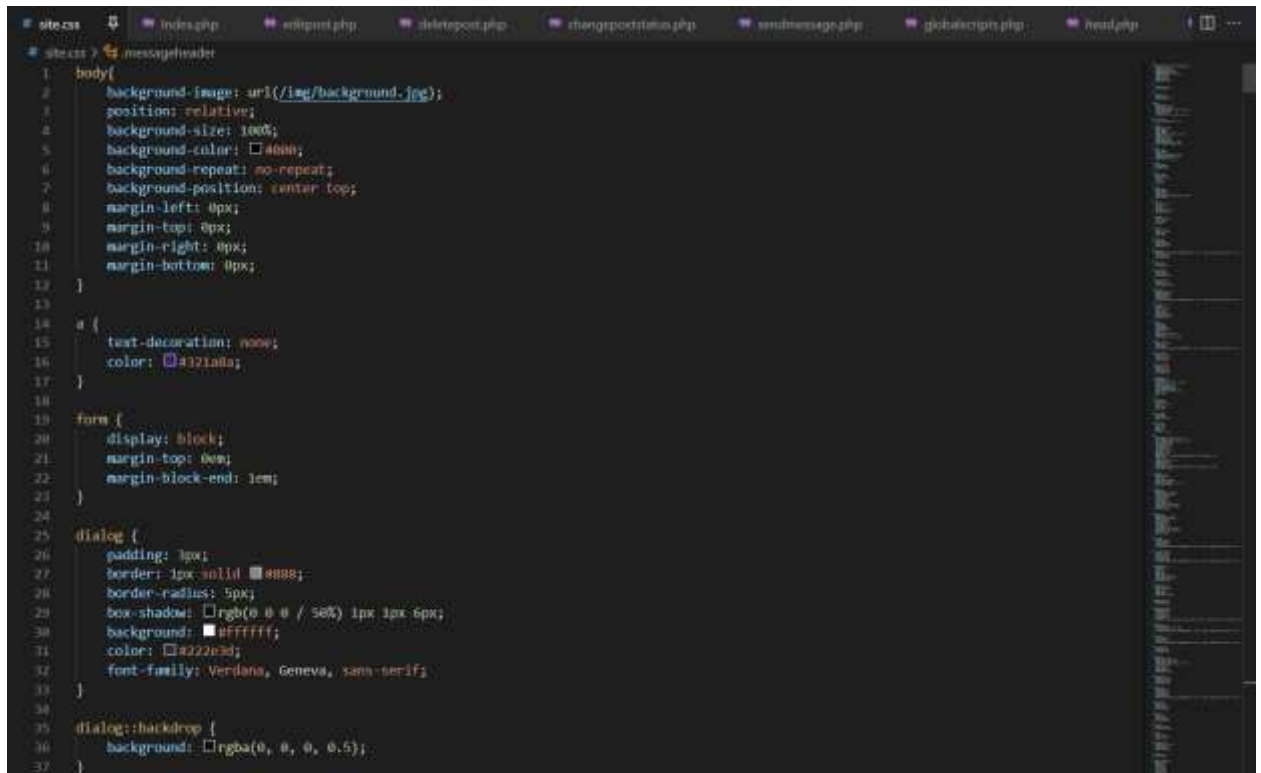 site.css index.php editpost.php deletepost.php changepoststatus.php sendmessage.php globalscripts.php head.php
site.css > .messageheader
1 body{
2 background-image: url(/img/background.jpg);
3 position: relative;
4 background-size: 100%;
5 background-color: #000;
6 background-repeat: no-repeat;
7 background-position: center top;
8 margin-left: 0px;
9 margin-top: 0px;
10 margin-right: 0px;
11 margin-bottom: 0px;
12 }
13
14 a {
15 text-decoration: none;
16 color: #321a8a;
17 }
18
19 form {
20 display: block;
21 margin-top: 0em;
22 margin-block-end: 1em;
23 }
24
25 dialog {
26 padding: 3px;
27 border: 1px solid #888;
28 border-radius: 5px;
29 box-shadow: rgb(0 0 0 / 50%) 1px 1px 6px;
30 background: #ffffff;
31 color: #222e3d;
32 font-family: Verdana, Geneva, sans-serif;
33 }
34
35 dialog::backdrop {
36 background: rgba(0, 0, 0, 0.5);
37 }